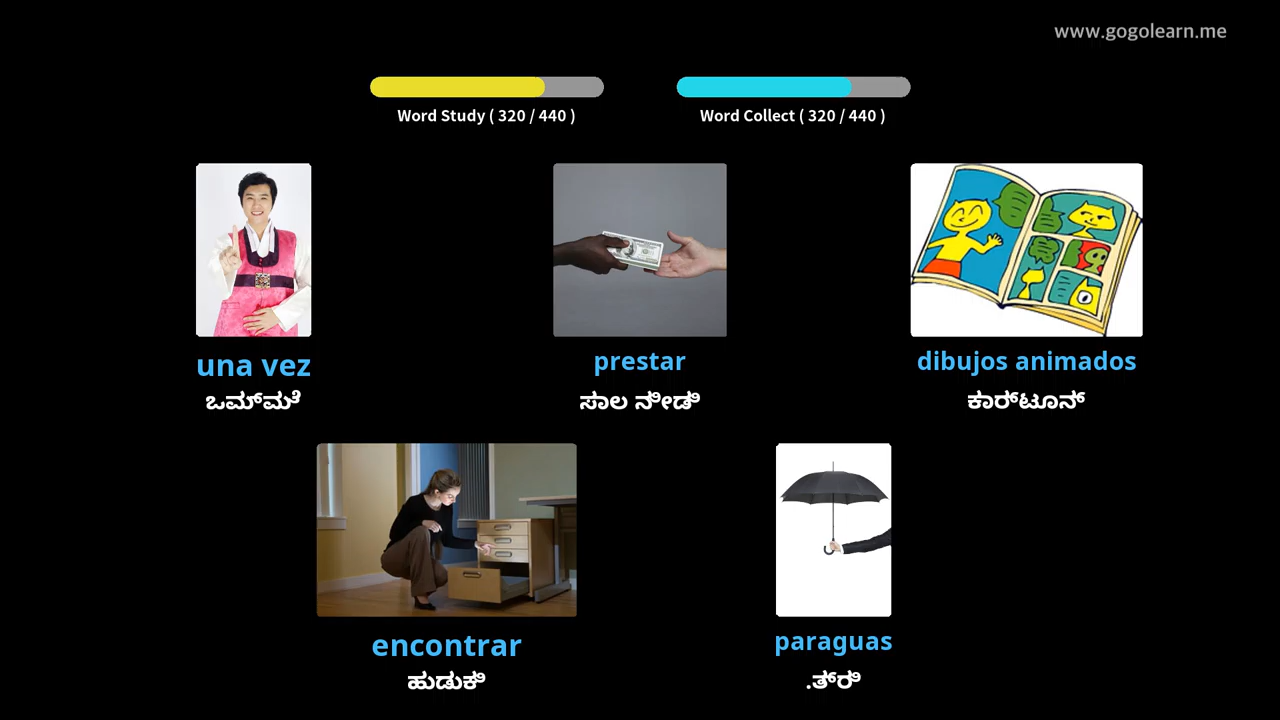 www.gogolearn.me
Word Study ( 320 / 440 )
Word Collect ( 320 / 440 )
una vez
ಒಮ್ಮೆ
prestar
ಸಾಲ ನೀಡಿ
dibujos animados
ಕಾರ್ಟೂನ್
encontrar
ಹುಡುಕಿ
paraguas
.ತ್ರಿ